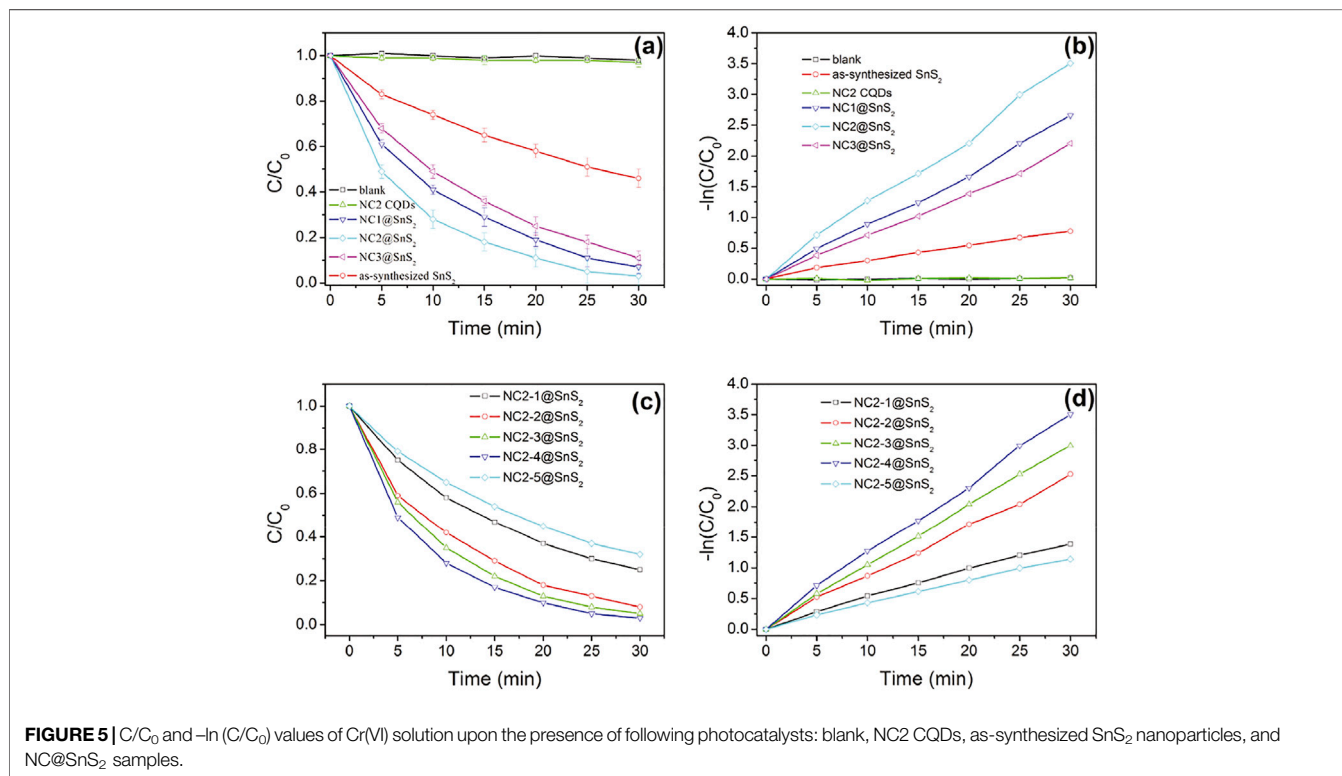 (a)
1.0
0.8
0.6
0.4
0.2
0.0
C/C₀
blank
NC2 CQDs
NC1@SnS₂
NC2@SnS₂
NC3@SnS₂
as-synthesized SnS₂
0 5 10 15 20 25 30
Time (min)
(b)
4.0
3.5
3.0
2.5
2.0
1.5
1.0
0.5
0.0
-ln(C/C₀)
blank
as-synthesized SnS₂
NC2 CQDs
NC1@SnS₂
NC2@SnS₂
NC3@SnS₂
0 5 10 15 20 25 30
Time (min)
(c)
1.0
0.8
0.6
0.4
0.2
0.0
C/C₀
NC2-1@SnS₂
NC2-2@SnS₂
NC2-3@SnS₂
NC2-4@SnS₂
NC2-5@SnS₂
0 5 10 15 20 25 30
Time (min)
(d)
4.0
3.5
3.0
2.5
2.0
1.5
1.0
0.5
0.0
-ln(C/C₀)
NC2-1@SnS₂
NC2-2@SnS₂
NC2-3@SnS₂
NC2-4@SnS₂
NC2-5@SnS₂
0 5 10 15 20 25 30
Time (min)
FIGURE 5 | C/C₀ and –ln (C/C₀) values of Cr(VI) solution upon the presence of following photocatalysts: blank, NC2 CQDs, as-synthesized SnS₂ nanoparticles, and
NC@SnS₂ samples.